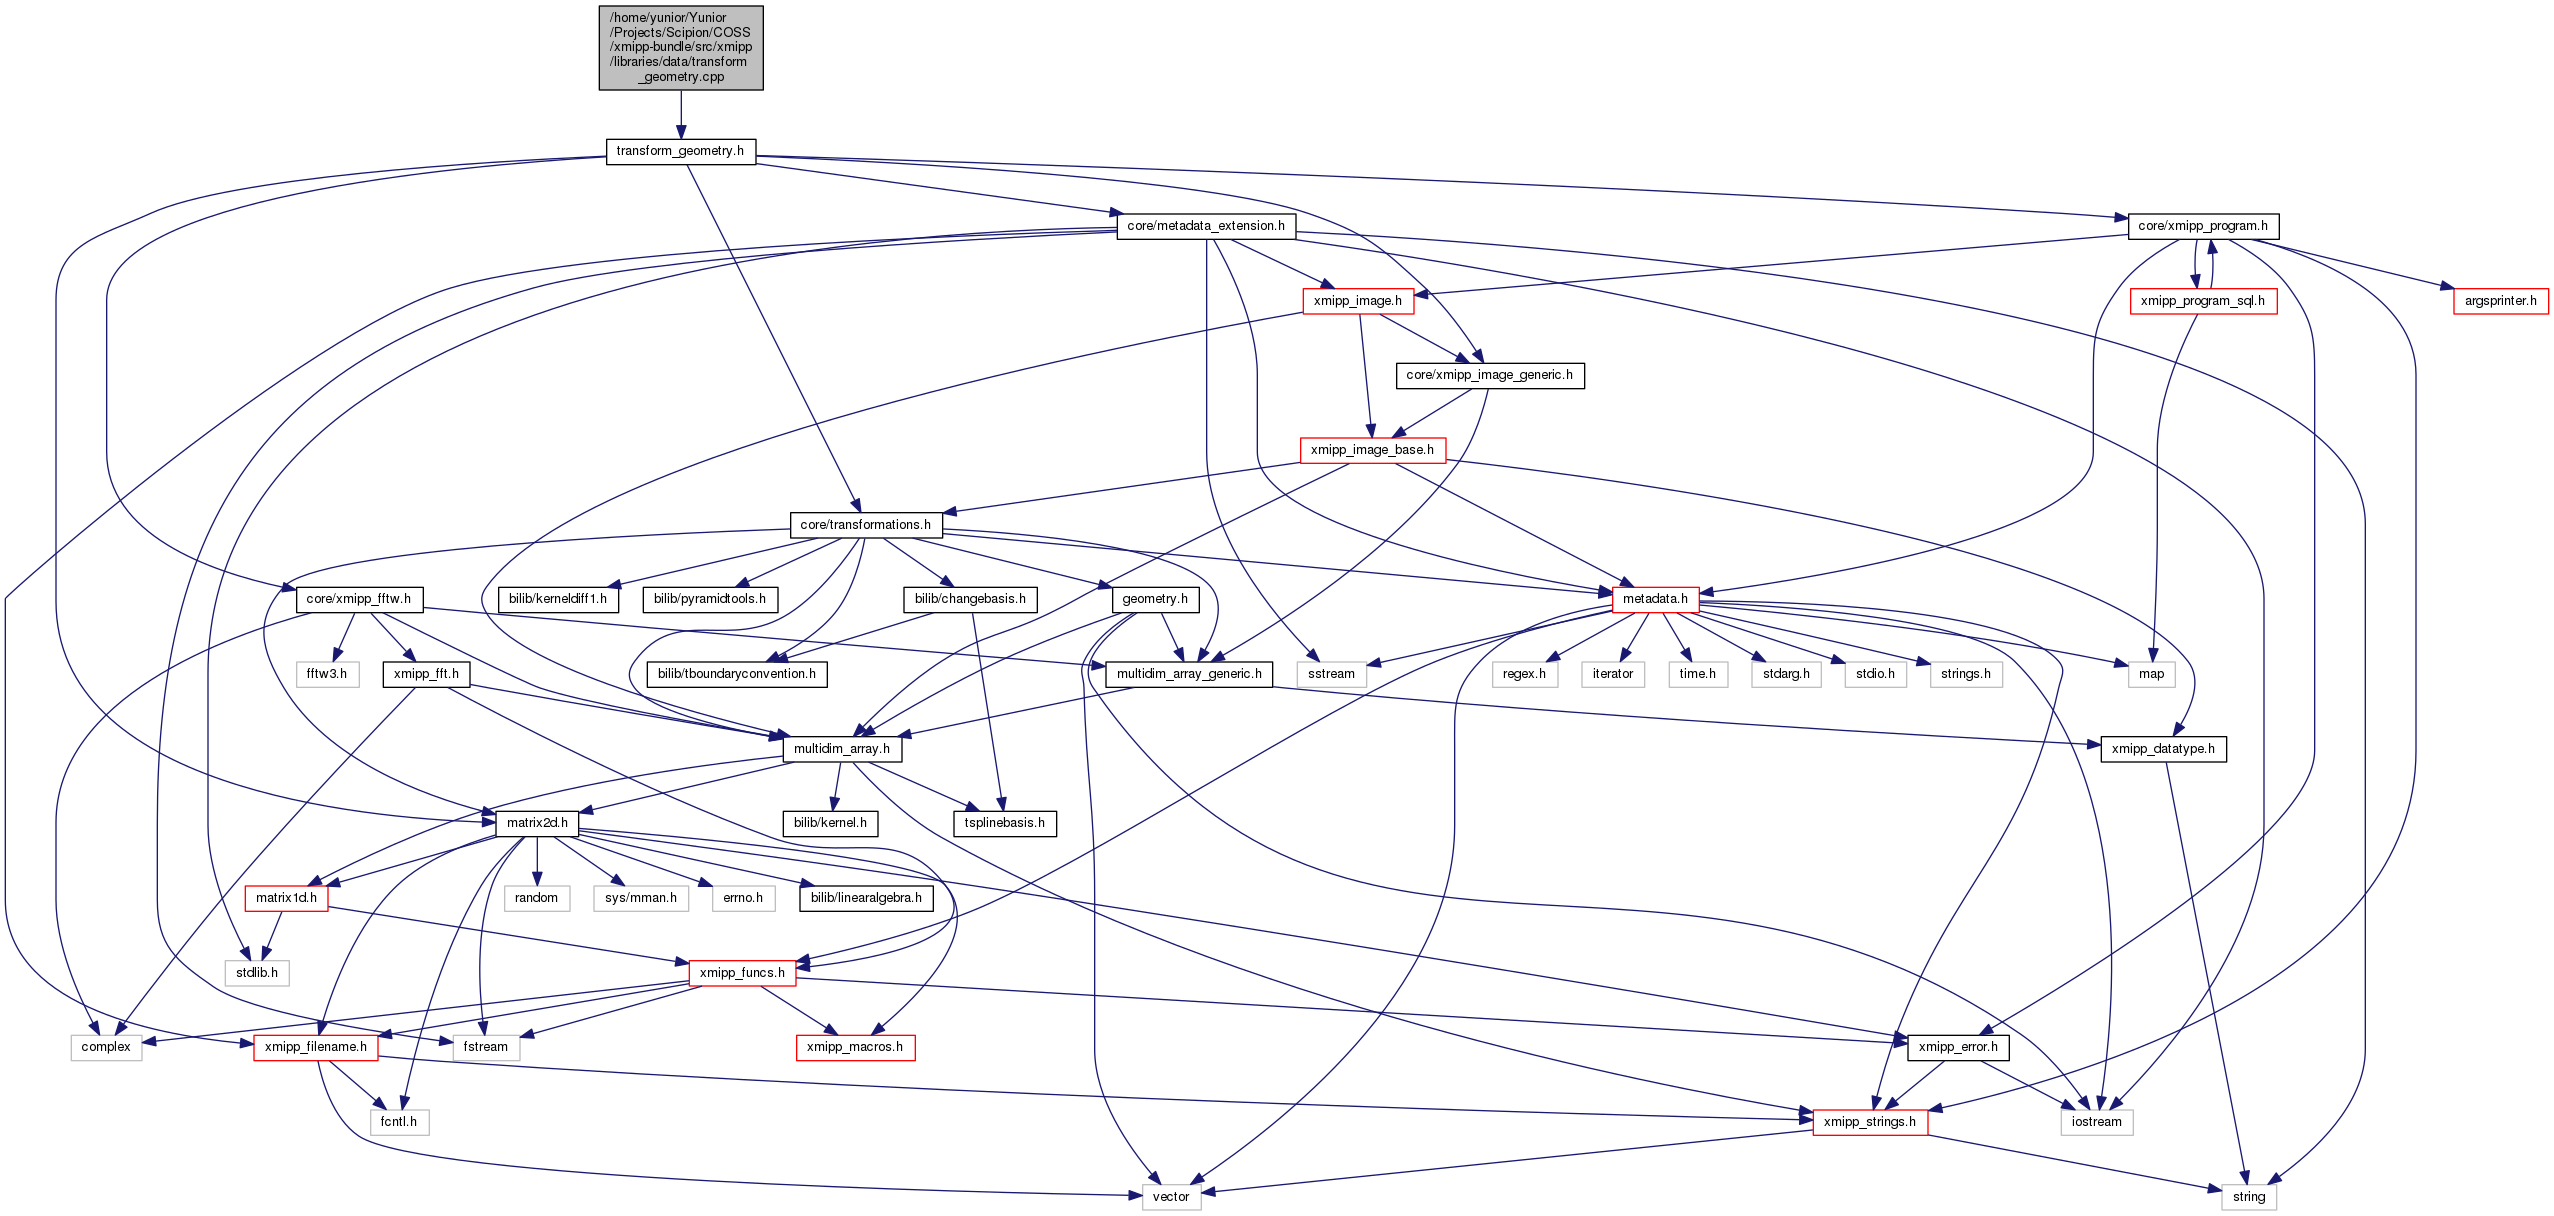 /home/yunior/Yunior
/Projects/Scipion/COSS
/xmipp-bundle/src/xmipp
/libraries/data/transform
_geometry.cpp
transform_geometry.h
core/metadata_extension.h
core/xmipp_program.h
xmipp_image.h
xmipp_program_sql.h
argsprinter.h
core/xmipp_image_generic.h
xmipp_image_base.h
core/transformations.h
core/xmipp_fftw.h
bilib/kerneldiff1.h
bilib/pyramidtools.h
bilib/changebasis.h
geometry.h
metadata.h
fftw3.h
xmipp_fft.h
bilib/tboundaryconvention.h
multidim_array_generic.h
sstream
regex.h
iterator
time.h
stdarg.h
stdio.h
strings.h
map
multidim_array.h
xmipp_datatype.h
matrix2d.h
bilib/kernel.h
tsplinebasis.h
matrix1d.h
random
sys/mman.h
errno.h
bilib/linearalgebra.h
stdlib.h
xmipp_funcs.h
complex
xmipp_filename.h
fstream
xmipp_macros.h
xmipp_error.h
fcntl.h
xmipp_strings.h
iostream
vector
string